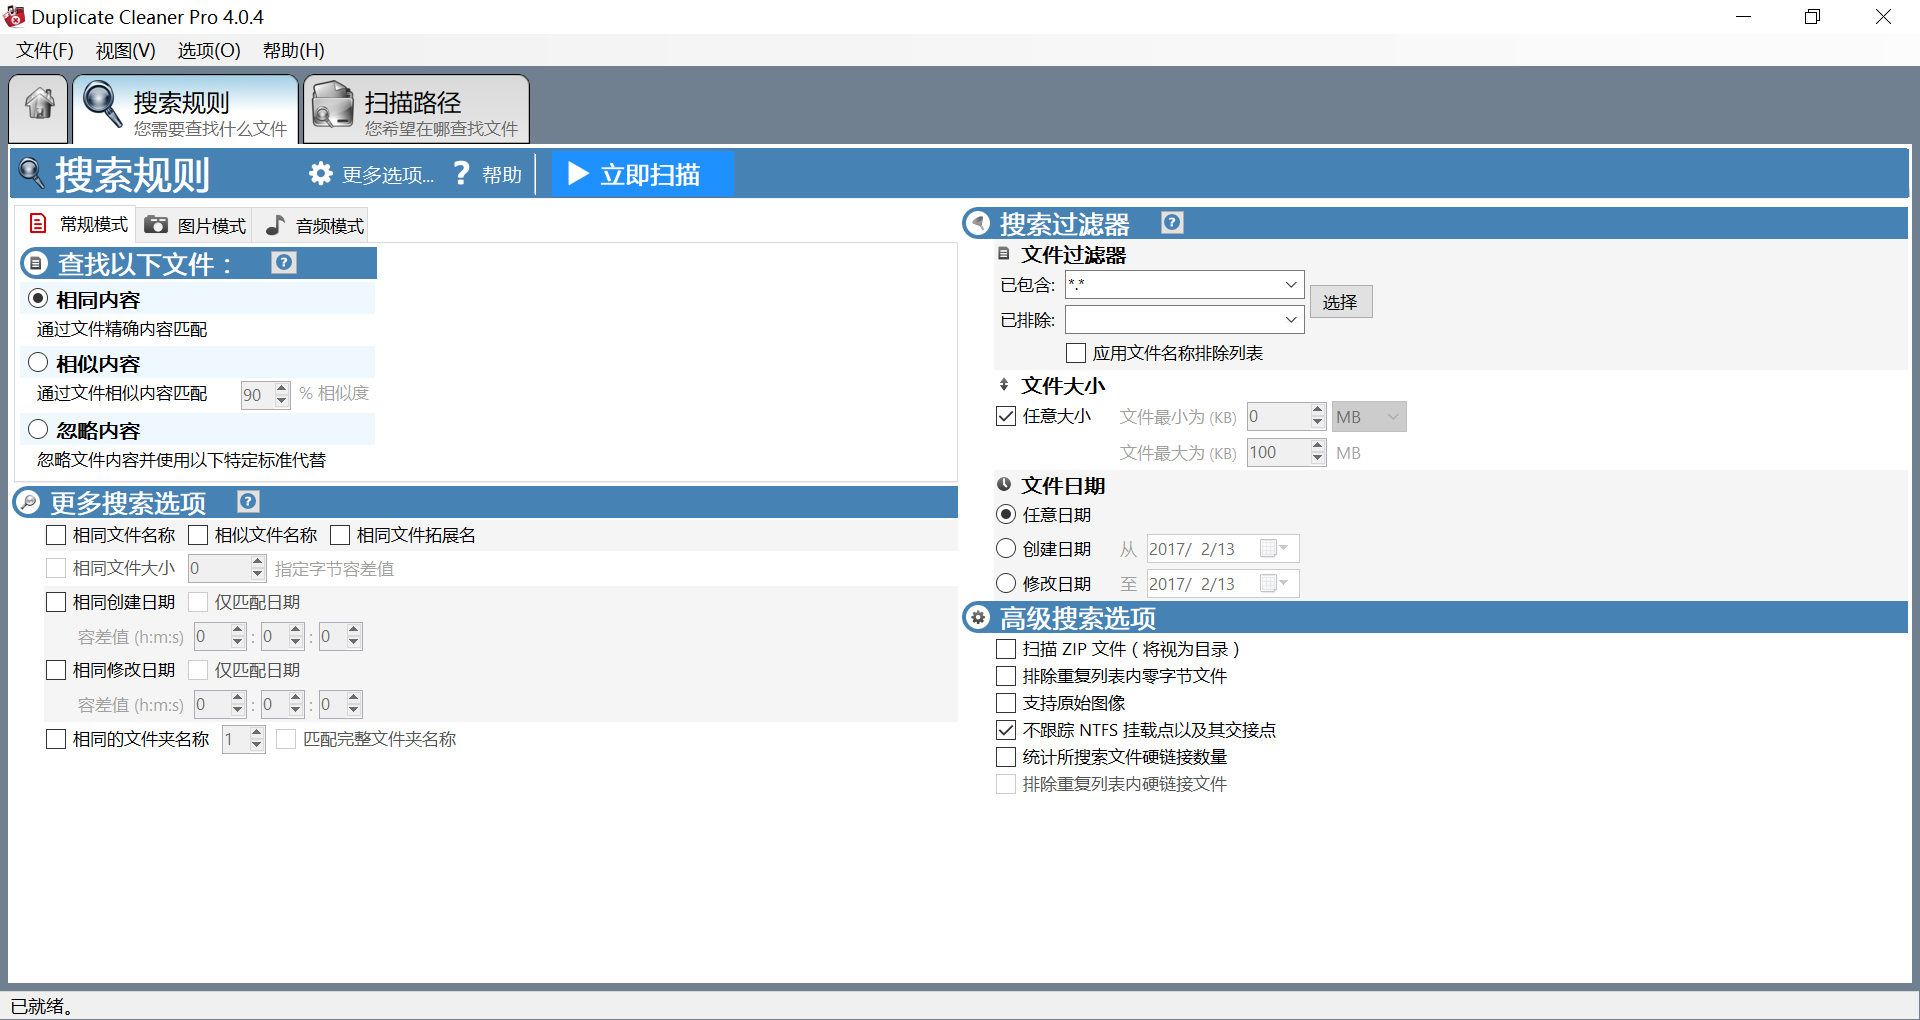 Duplicate Cleaner Pro 4.0.4
文件(F) 视图(V) 选项(O) 帮助(H)
搜索规则
您需要查找什么文件
扫描路径
您希望在哪查找文件
搜索规则 更多选项... ? 帮助 立即扫描
常规模式 图片模式 音频模式
查找以下文件： ?
相同内容
通过文件精确内容匹配
相似内容
通过文件相似内容匹配 90 % 相似度
忽略内容
忽略文件内容并使用以下特定标准代替
更多搜索选项 ?
相同文件名称 相似文件名称 相同文件拓展名
相同文件大小 0 指定字节容差值
相同创建日期 仅匹配日期
容差值 (h:m:s) 0 : 0 : 0
相同修改日期 仅匹配日期
容差值 (h:m:s) 0 : 0 : 0
相同的文件夹名称 1 匹配完整文件夹名称
搜索过滤器 ?
文件过滤器
已包含: *.*
选择
已排除:
应用文件名称排除列表
文件大小
任意大小 文件最小为 (KB) 0 MB
文件最大为 (KB) 100 MB
文件日期
任意日期
创建日期 从 2017/ 2/13
修改日期 至 2017/ 2/13
高级搜索选项
扫描 ZIP 文件 ( 将视为目录 )
排除重复列表内零字节文件
支持原始图像
不跟踪 NTFS 挂载点以及其交接点
统计所搜索文件硬链接数量
排除重复列表内硬链接文件
已就绪。